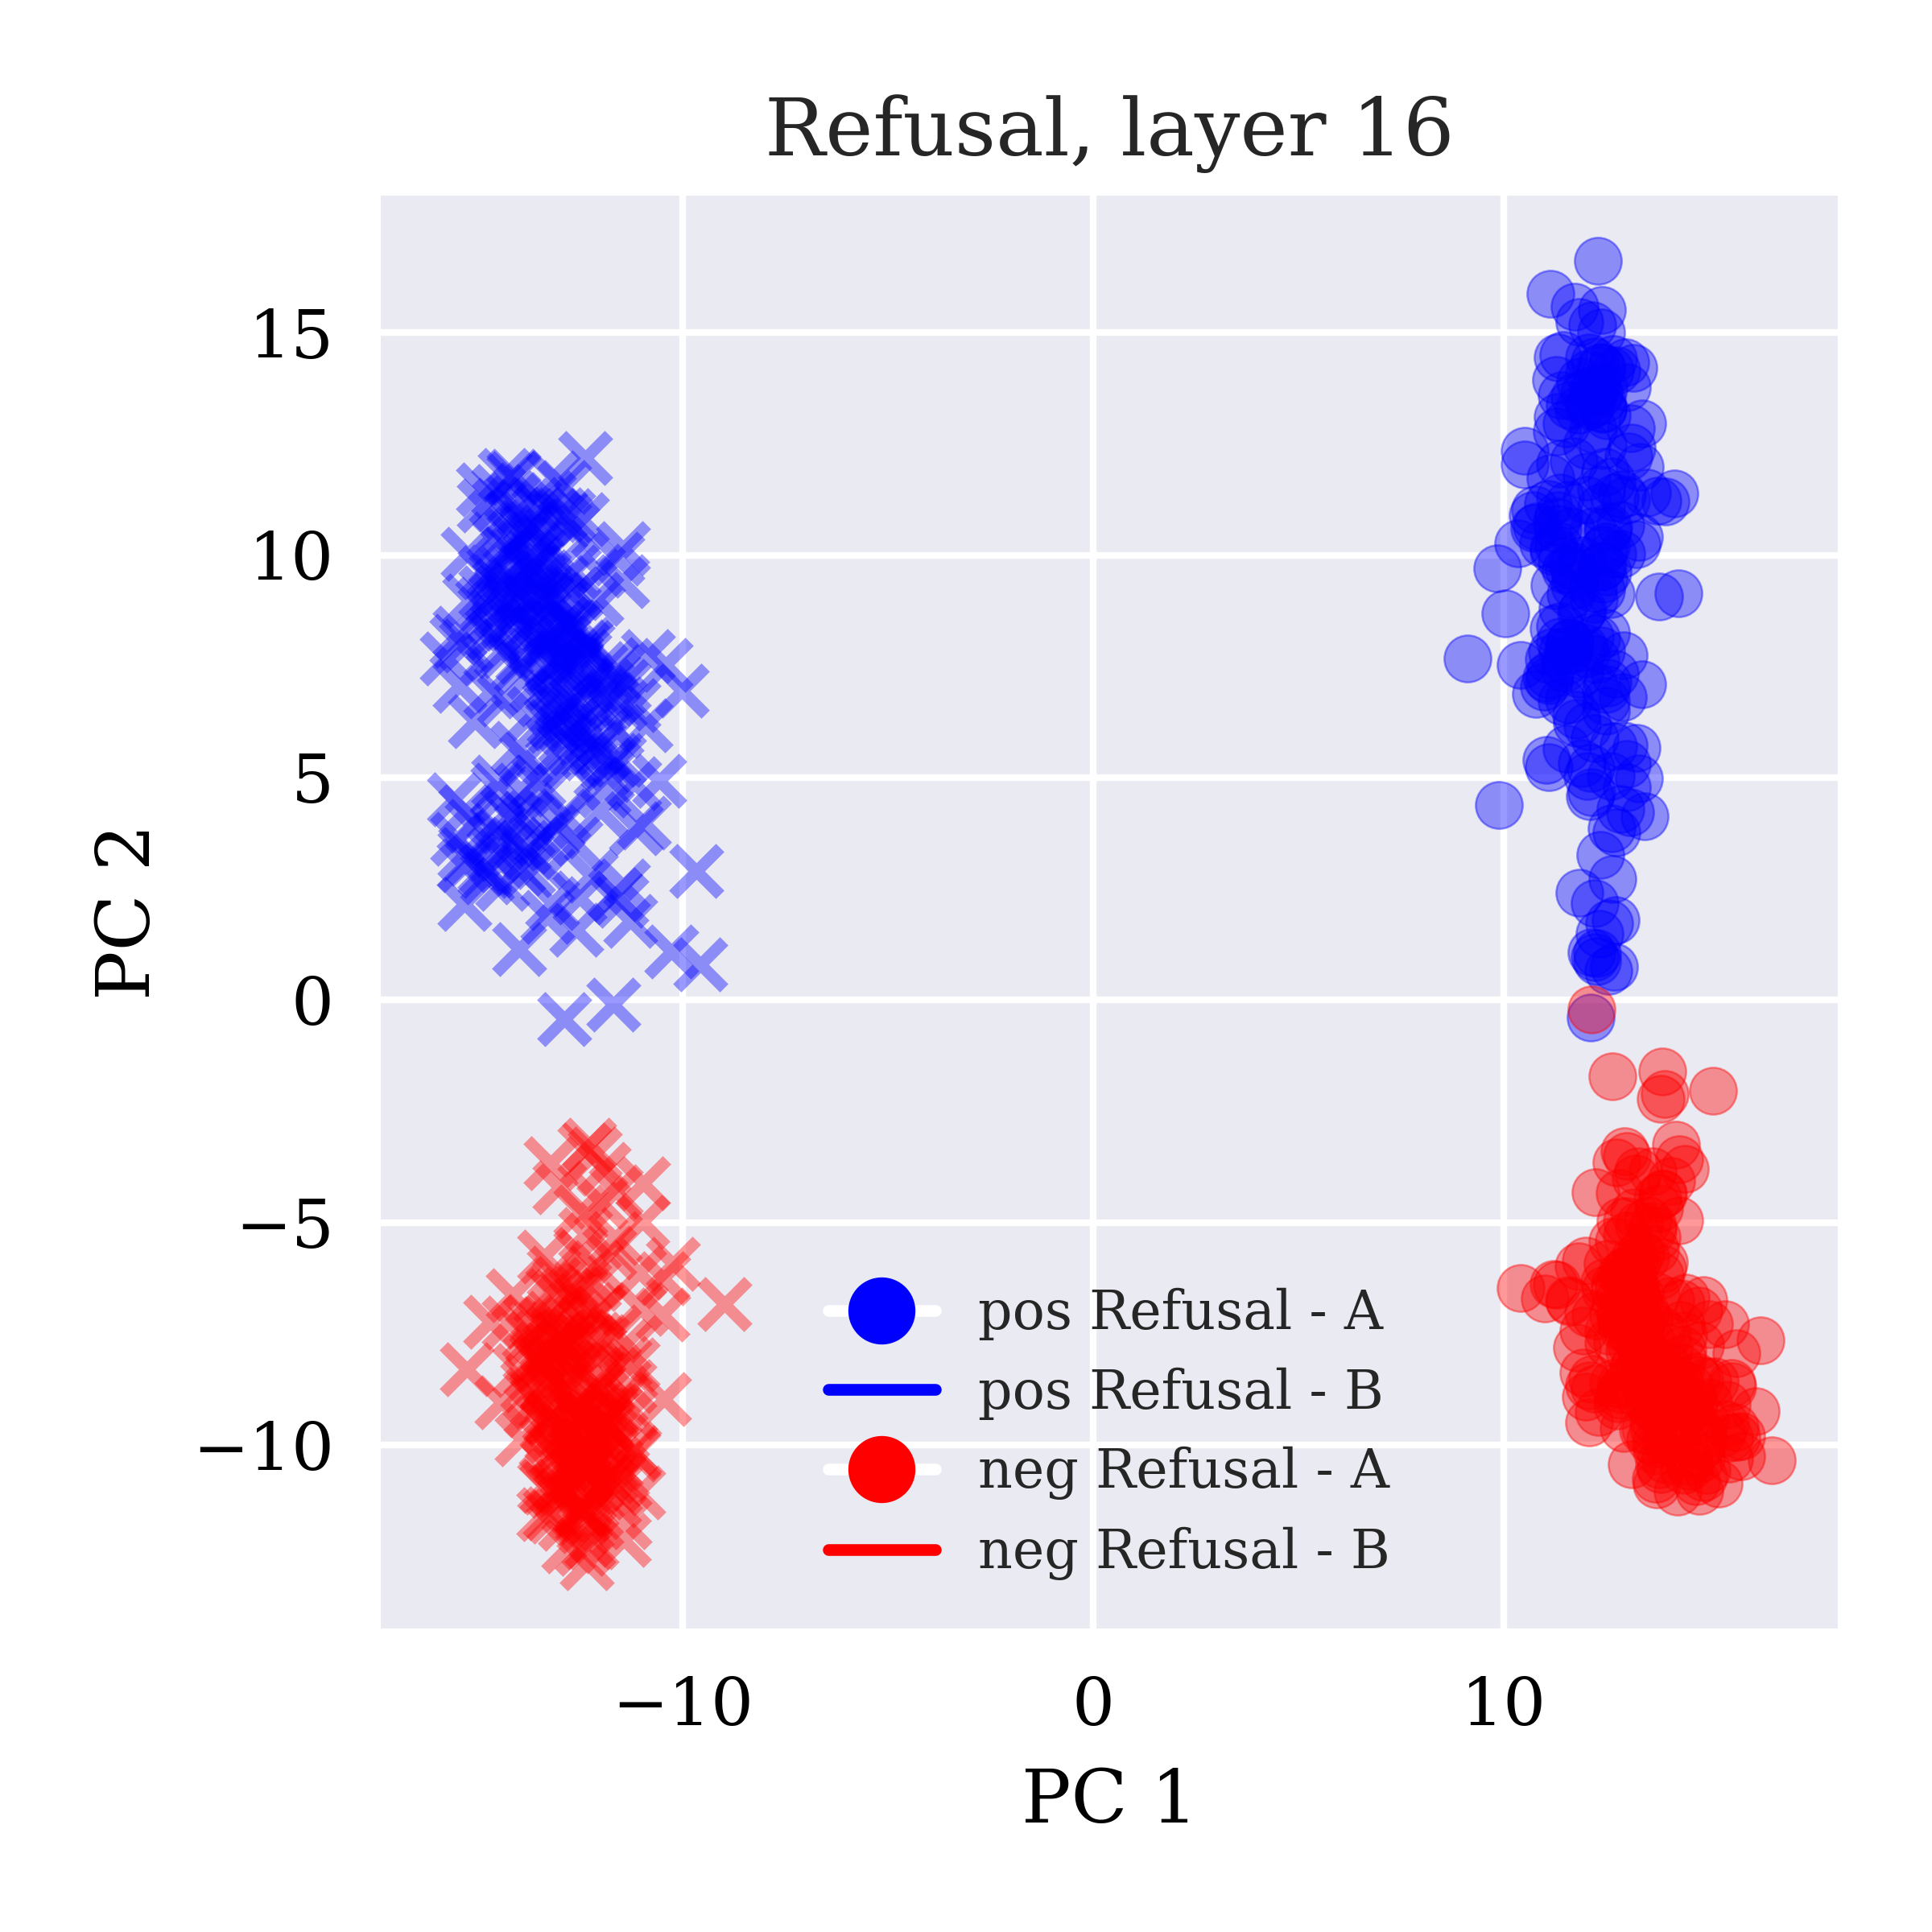 Refusal, layer 16
15
10
5
0
−5
−10
PC 2
pos Refusal - A
pos Refusal - B
neg Refusal - A
neg Refusal - B
−10 0 10
PC 1